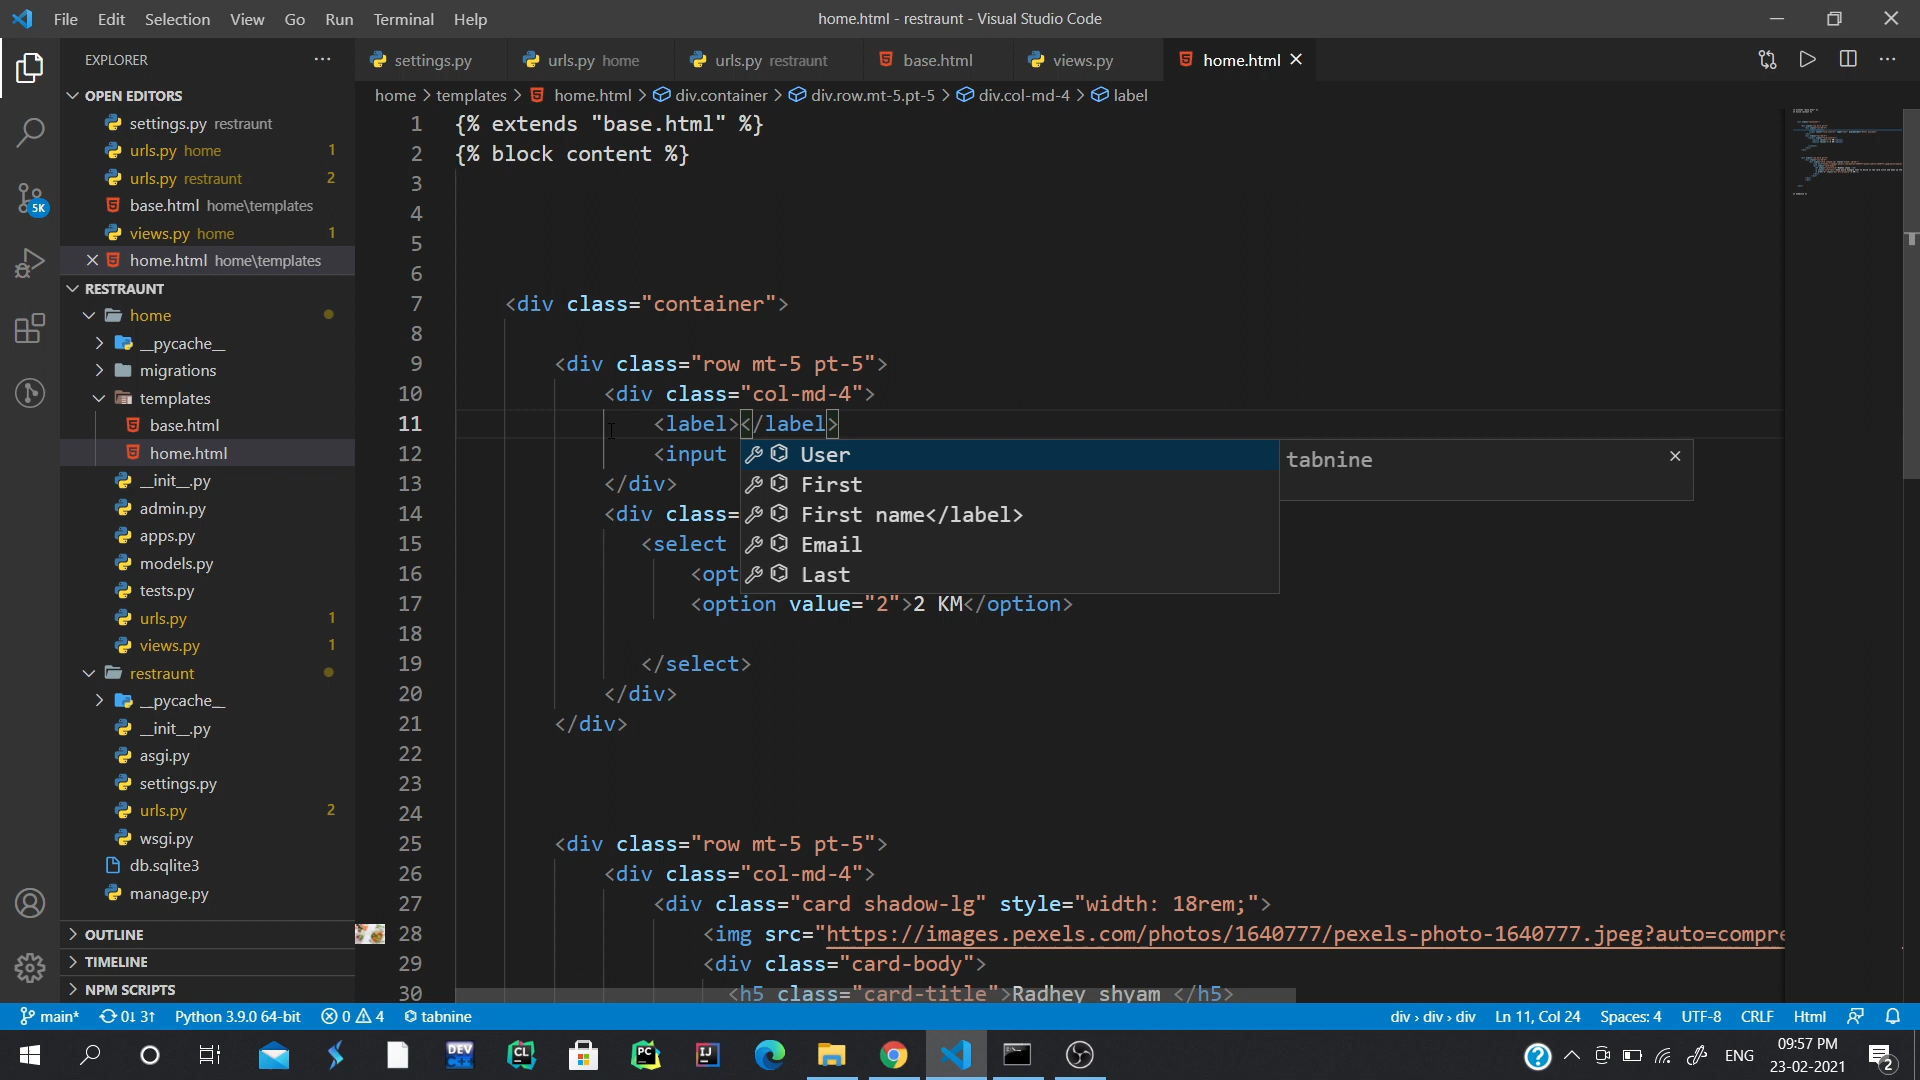 File Edit Selection View Go Run Terminal Help
home.html - restraunt - Visual Studio Code
EXPLORER
settings.py
urls.py home
urls.py restraunt
base.html
views.py
home.html
home > templates > home.html > div.container > div.row.mt-5.pt-5 > div.col-md-4 > label
OPEN EDITORS
settings.py restraunt
urls.py home 1
urls.py restraunt 2
base.html home\templates
views.py home 1
home.html home\templates
RESTRAUNT
home
__pycache__
migrations
templates
base.html
home.html
__init__.py
admin.py
apps.py
models.py
tests.py
urls.py 1
views.py 1
restraunt
__pycache__
__init__.py
asgi.py
settings.py
urls.py 2
wsgi.py
db.sqlite3
manage.py
OUTLINE
TIMELINE
NPM SCRIPTS
5K
1 {% extends "base.html" %}
2 {% block content %}
3
4
5
6
7 <div class="container">
8
9 <div class="row mt-5 pt-5">
10 <div class="col-md-4">
11 <label></label>
12 <input
13 </div>
14 <div class=
15 <select
16 <opt
17 <option value="2">2 KM</option>
18
19 </select>
20 </div>
21 </div>
22
23
24
25 <div class="row mt-5 pt-5">
26 <div class="col-md-4">
27 <div class="card shadow-lg" style="width: 18rem;">
28 <img src="https://images.pexels.com/photos/1640777/pexels-photo-1640777.jpeg?auto=compre
29 <div class="card-body">
30 <h5 class="card-title">Radhey shyam </h5>
User
First
First name</label>
Email
Last
tabnine
main* 0↓ 3↑ Python 3.9.0 64-bit 0 4 tabnine
div > div > div Ln 11, Col 24 Spaces: 4 UTF-8 CRLF Html
DEV C++ CL PC IJ
ENG
09:57 PM
23-02-2021
2